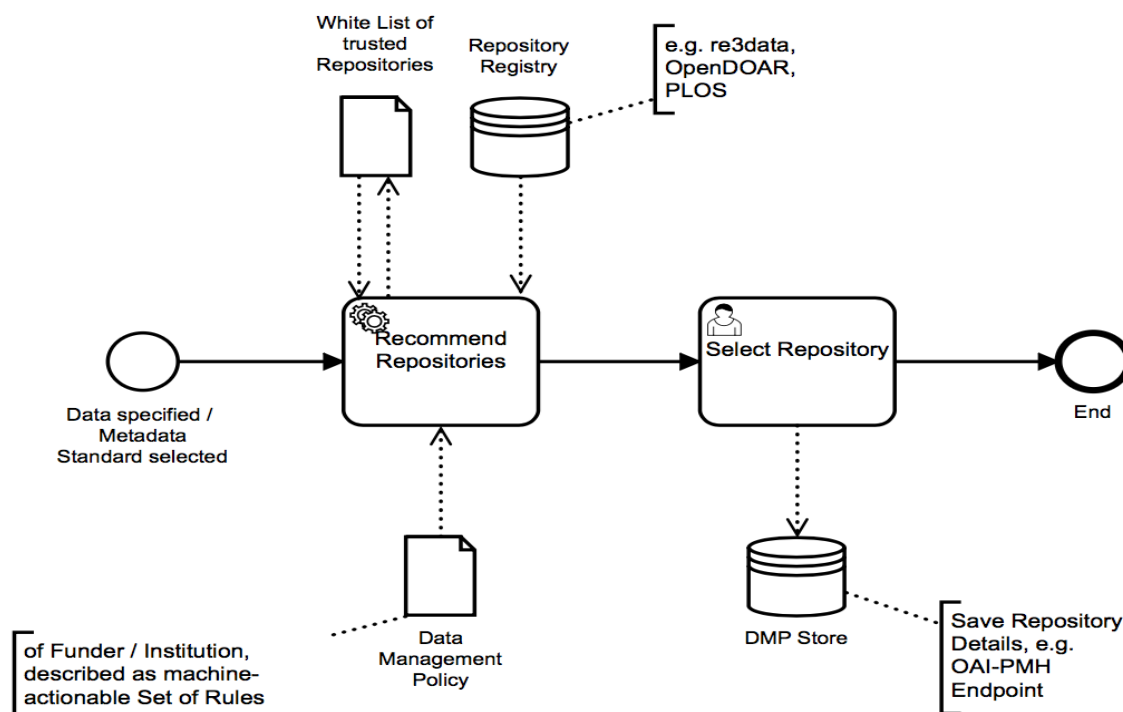 White List of
trusted
Repositories
Repository
Registry
e.g. re3data,
OpenDOAR,
PLOS
Recommend
Repositories
Select Repository
Data specified /
Metadata
Standard selected
End
of Funder / Institution,
described as machine-
actionable Set of Rules
Data
Management
Policy
DMP Store
Save Repository
Details, e.g.
OAI-PMH
Endpoint